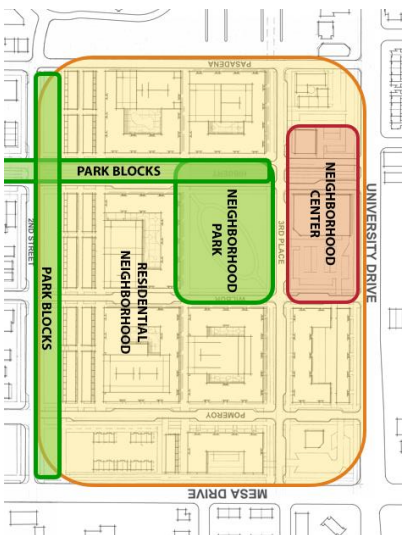 PASADENA
PARK BLOCKS
NEIGHBORHOOD
CENTER
NEIGHBORHOOD
PARK
3RD PLACE
UNIVERSITY DRIVE
2ND STREET
PARK BLOCKS
RESIDENTIAL
NEIGHBORHOOD
POMEROY
MESA DRIVE